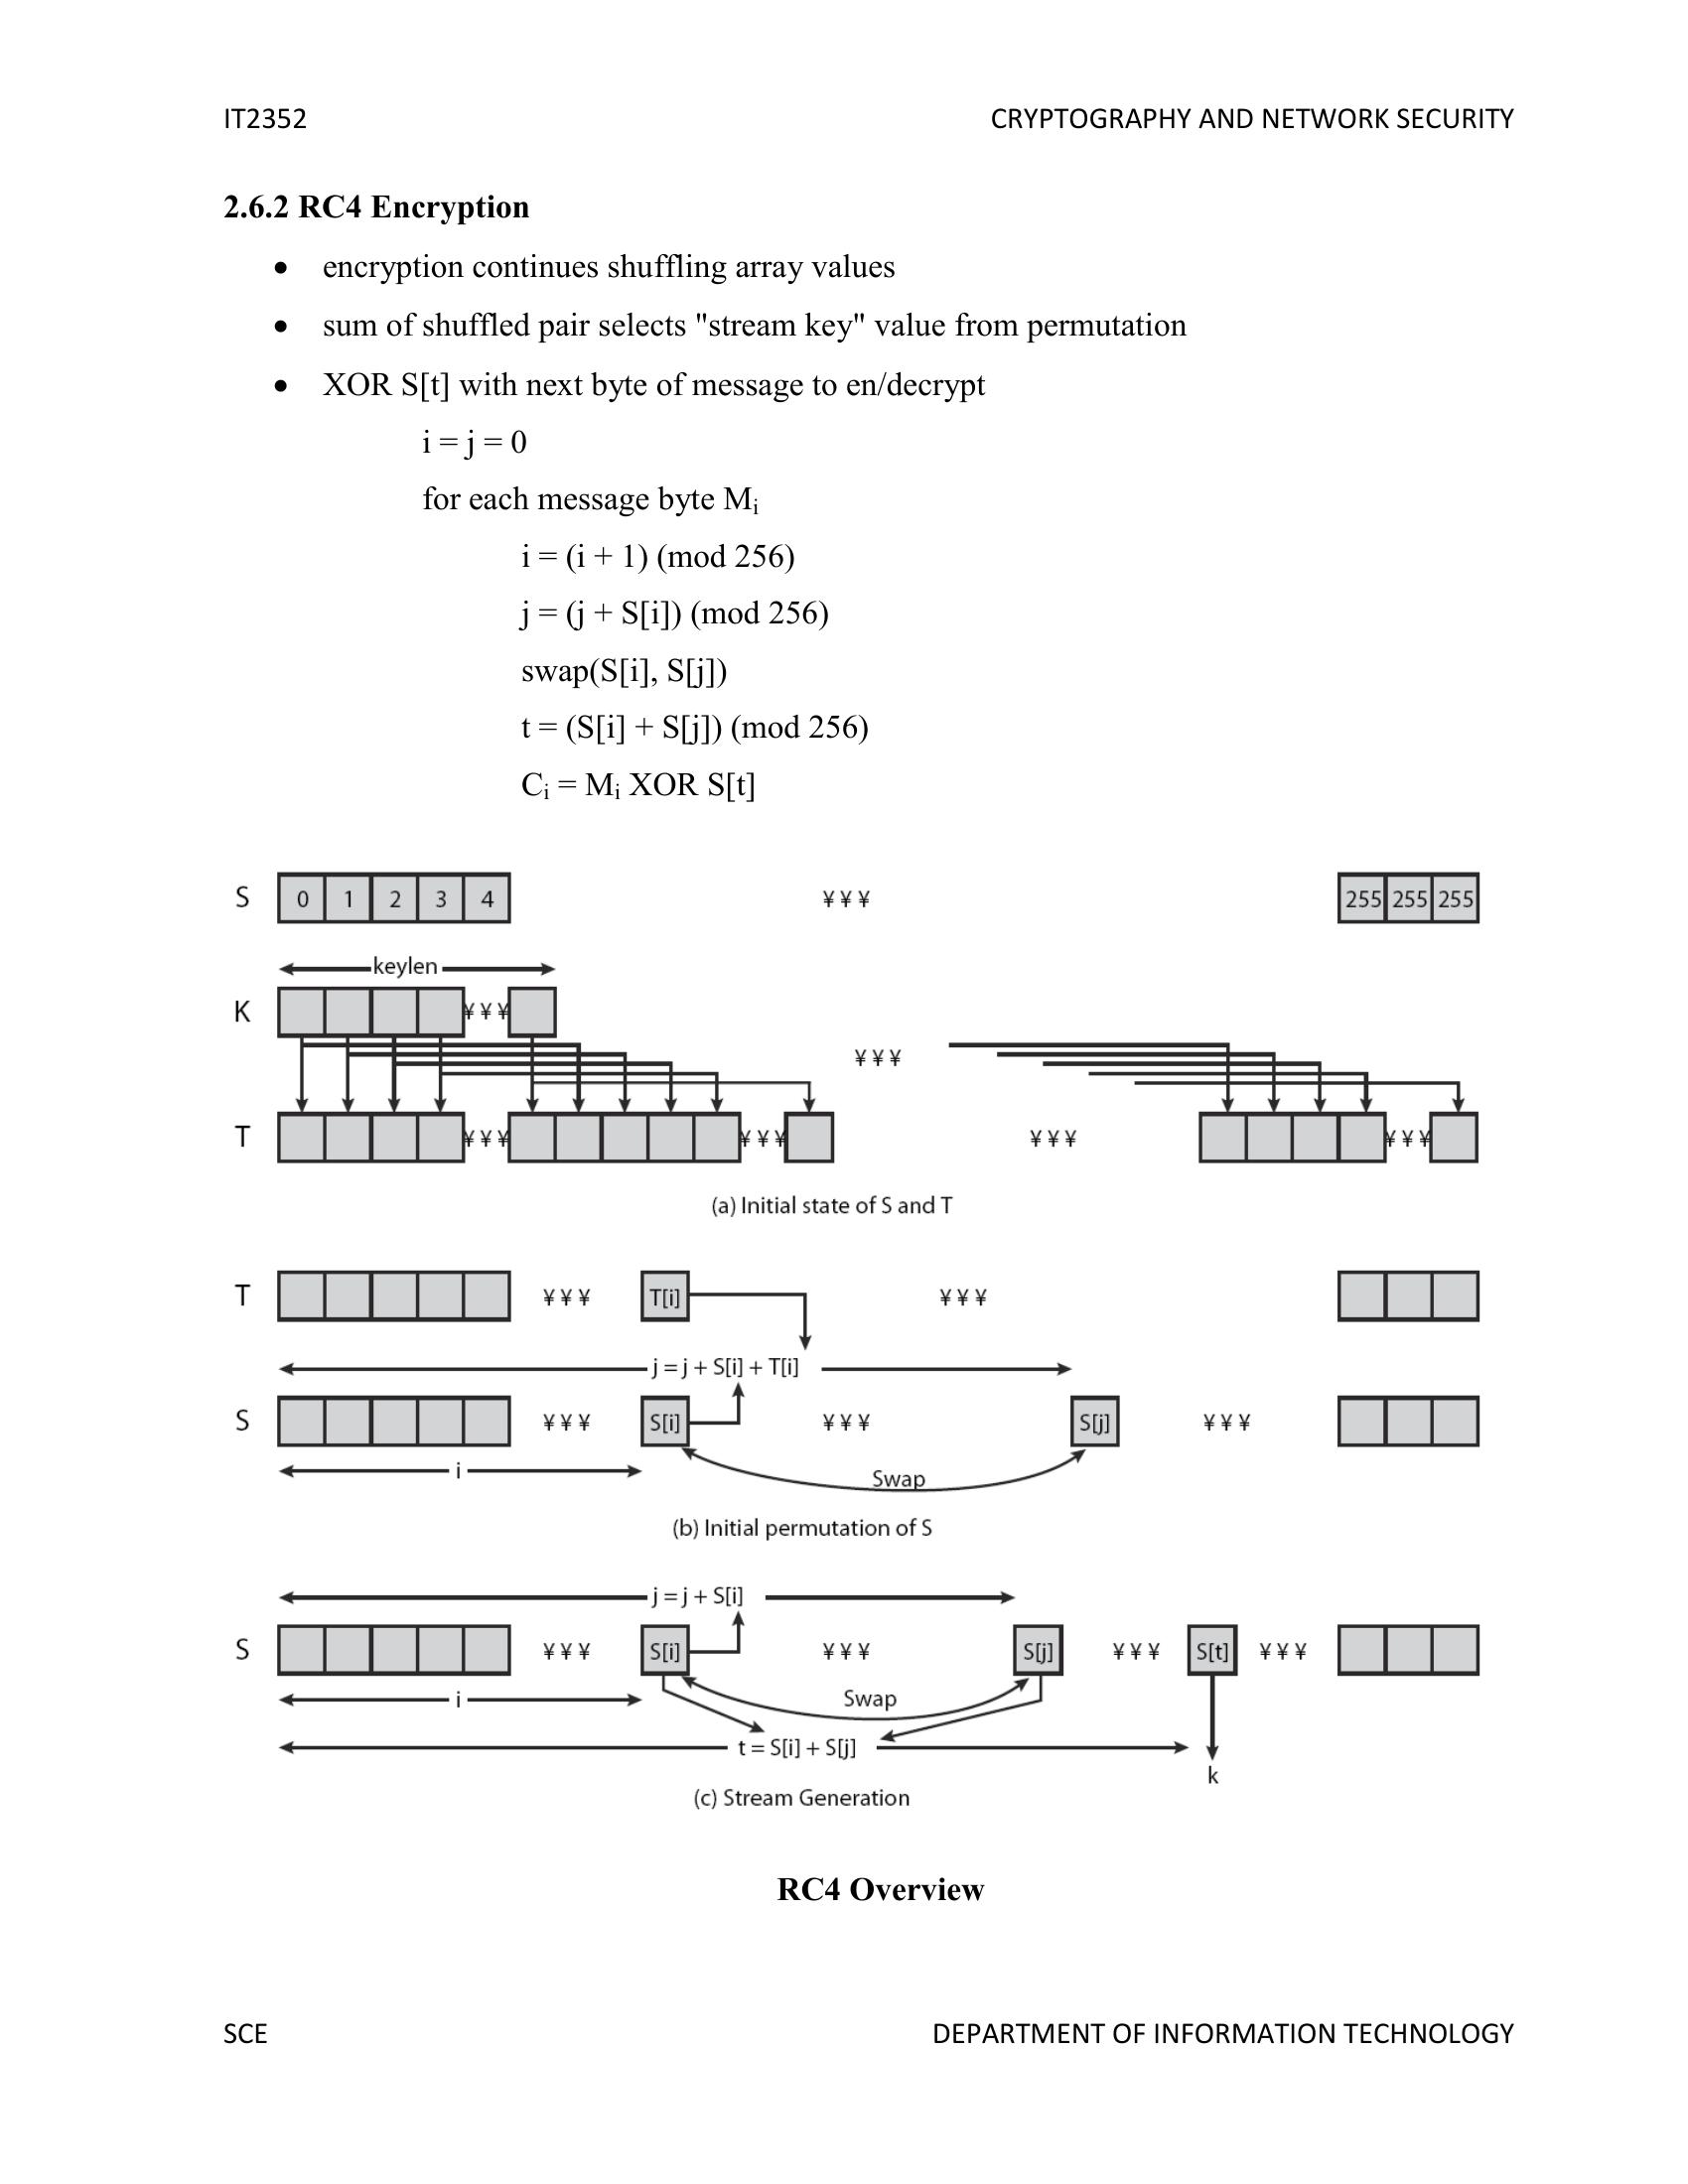 IT2352 CRYPTOGRAPHY AND NETWORK SECURITY
2.6.2 RC4 Encryption
• encryption continues shuffling array values
• sum of shuffled pair selects "stream key" value from permutation
• XOR S[t] with next byte of message to en/decrypt
i = j = 0
for each message byte Mi
i = (i + 1) (mod 256)
j = (j + S[i]) (mod 256)
swap(S[i], S[j])
t = (S[i] + S[j]) (mod 256)
Ci = Mi XOR S[t]
S 0 1 2 3 4 ¥ ¥ ¥ 255 255 255
keylen
K ¥ ¥ ¥
¥ ¥ ¥
T ¥ ¥ ¥ ¥ ¥ ¥ ¥ ¥ ¥ ¥ ¥ ¥
(a) Initial state of S and T
T ¥ ¥ ¥ T[i] ¥ ¥ ¥
j = j + S[i] + T[i]
S ¥ ¥ ¥ S[i] ¥ ¥ ¥ S[j] ¥ ¥ ¥
i
Swap
(b) Initial permutation of S
j = j + S[i]
S ¥ ¥ ¥ S[i] ¥ ¥ ¥ S[j] ¥ ¥ ¥ S[t] ¥ ¥ ¥
i Swap
t = S[i] + S[j]
k
(c) Stream Generation
RC4 Overview
SCE DEPARTMENT OF INFORMATION TECHNOLOGY